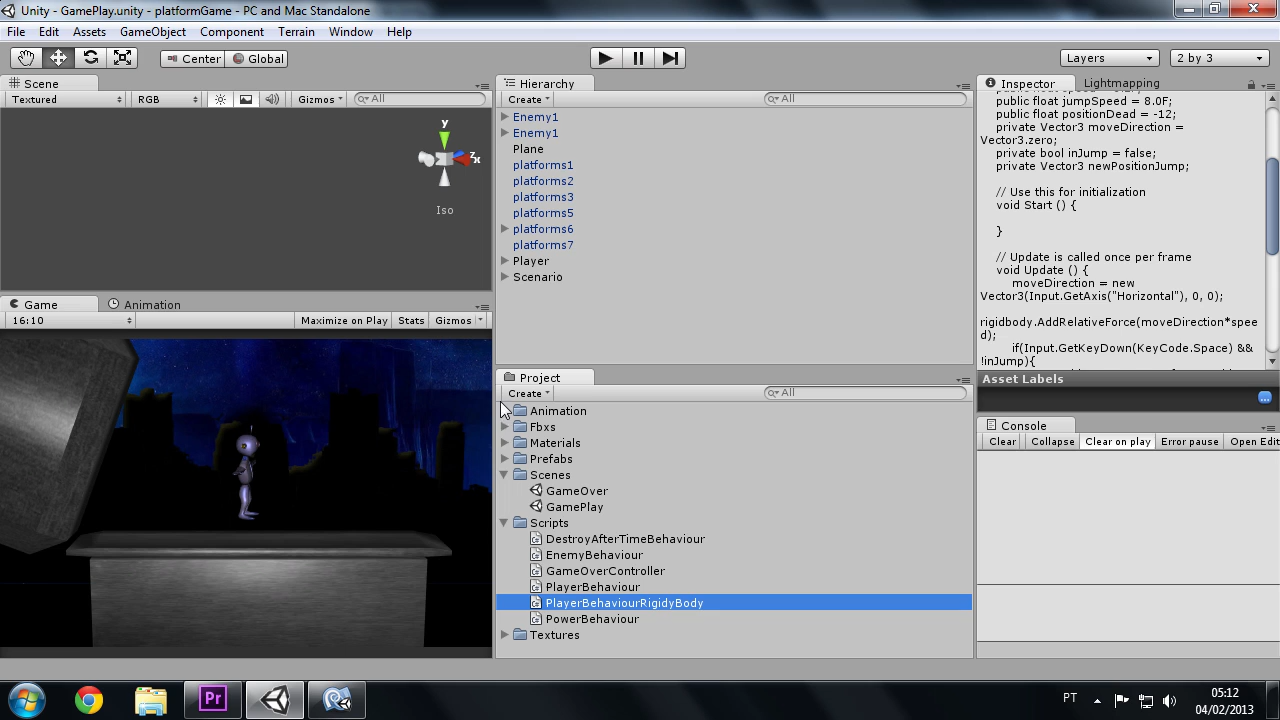 Unity - GamePlay.unity - platformGame - PC and Mac Standalone
File Edit Assets GameObject Component Terrain Window Help
Center Global Layers 2 by 3
Scene
Textured RGB Gizmos All
y
z x
Iso
Game Animation
16:10 Maximize on Play Stats Gizmos
Hierarchy
Create All
Enemy1
Enemy1
Plane
platforms1
platforms2
platforms3
platforms5
platforms6
platforms7
Player
Scenario
Project
Create All
Animation
Fbxs
Materials
Prefabs
Scenes
GameOver
GamePlay
Scripts
DestroyAfterTimeBehaviour
EnemyBehaviour
GameOverController
PlayerBehaviour
PlayerBehaviourRigidyBody
PowerBehaviour
Textures
Inspector Lightmapping
public float jumpSpeed = 8.0F;
public float positionDead = -12;
private Vector3 moveDirection =
Vector3.zero;
private bool inJump = false;
private Vector3 newPositionJump;
// Use this for initialization
void Start () {
}
// Update is called once per frame
void Update () {
moveDirection = new
Vector3(Input.GetAxis("Horizontal"), 0, 0);
rigidbody.AddRelativeForce(moveDirection*spee
d);
if(Input.GetKeyDown(KeyCode.Space) &&
!inJump){
Asset Labels
...
Console
Clear Collapse Clear on play Error pause Open Edit
Pr
PT
05:12
04/02/2013